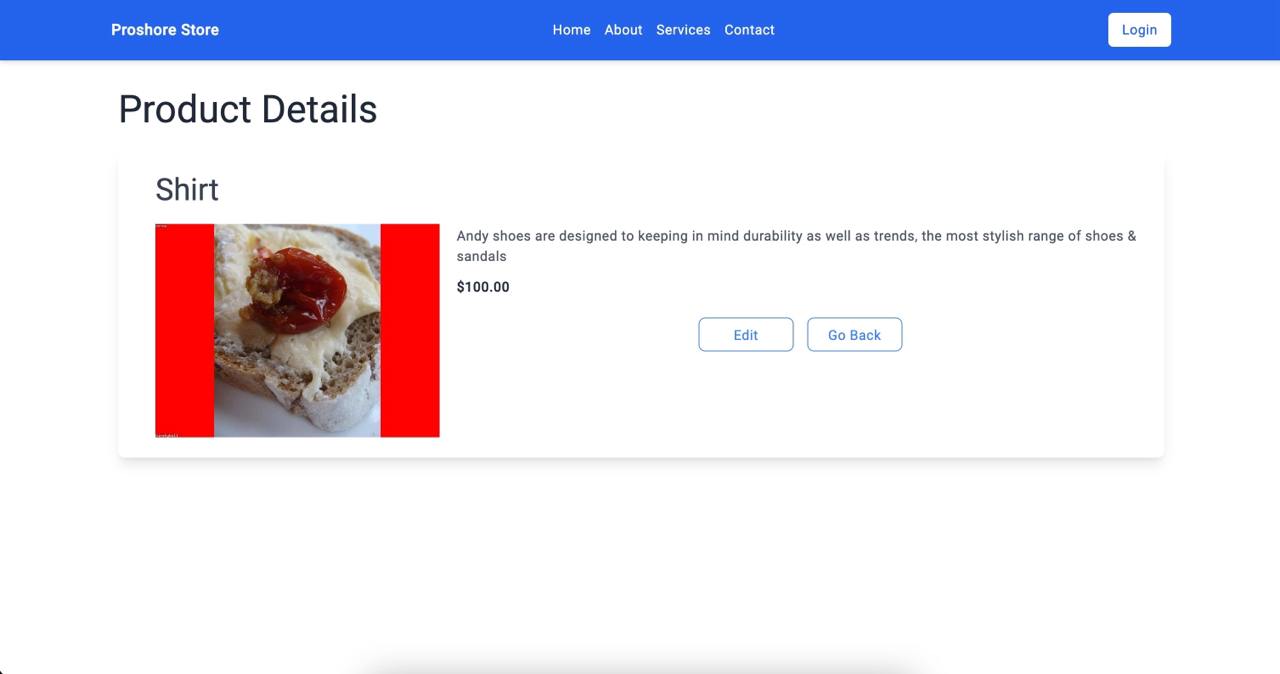 Proshore Store
Home About Services Contact
Login
Product Details
Shirt
Andy shoes are designed to keeping in mind durability as well as trends, the most stylish range of shoes &
sandals
$100.00
Edit Go Back